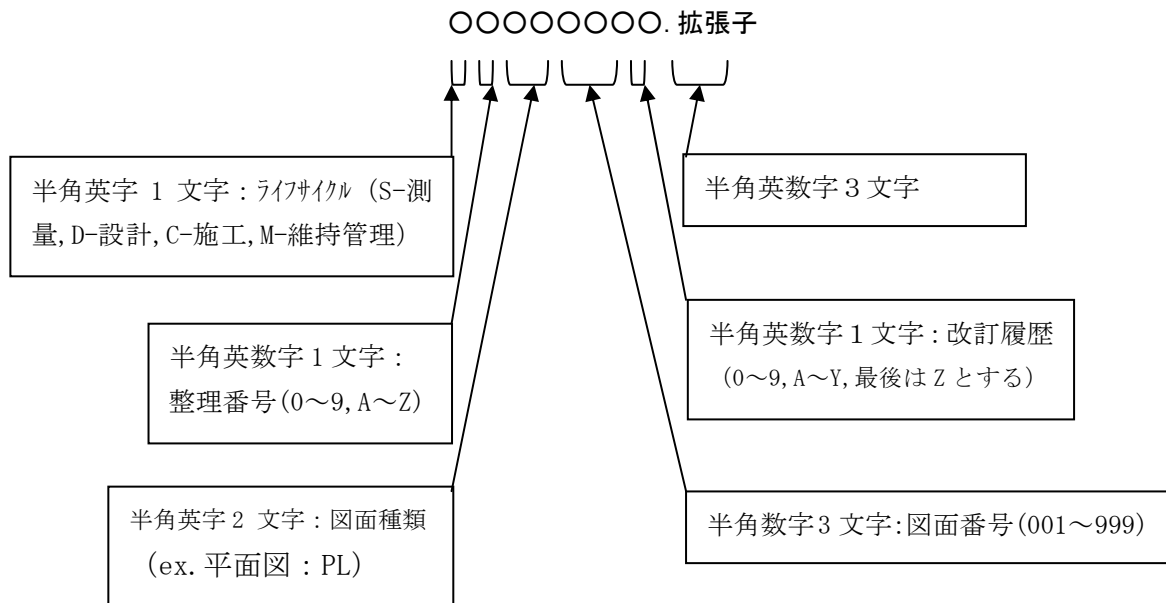 ○○○○○○○○.拡張子
半角英字 1 文字:ﾗｲﾌｻｲｸﾙ (S-測
量,D-設計,C-施工,M-維持管理)
半角英数字3文字
半角英数字1文字:
整理番号(0～9,A～Z)
半角英数字1文字:改訂履歴
(0～9,A～Y,最後は Z とする)
半角英字2 文字:図面種類
(ex.平面図:PL)
半角数字3 文字:図面番号(001～999)